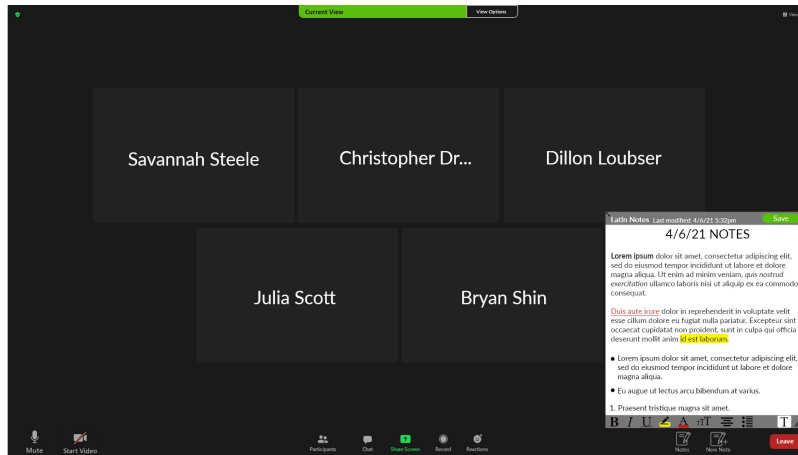 Current View
View Options
View
Savannah Steele
Christopher Dr...
Dillon Loubser
Julia Scott
Bryan Shin
Latin Notes Last modified: 4/6/21 5:32pm
Save
4/6/21 NOTES
Lorem ipsum dolor sit amet, consectetur adipiscing elit,
sed do eiusmod tempor incididunt ut labore et dolore
magna aliqua. Ut enim ad minim veniam, quis nostrud
exercitation ullamco laboris nisi ut aliquip ex ea commodo
consequat.
Duis aute irure dolor in reprehenderit in voluptate velit
esse cillum dolore eu fugiat nulla pariatur. Excepteur sint
occaecat cupidatat non proident, sunt in culpa qui officia
deserunt mollit anim id est laborum.
• Lorem ipsum dolor sit amet, consectetur adipiscing elit,
sed do eiusmod tempor incididunt ut labore et dolore
magna aliqua.
• Eu augue ut lectus arcu bibendum at varius.
1. Praesent tristique magna sit amet.
B I U A TT T
Mute
Start Video
Participants
Chat
Share Screen
Record
Reactions
Notes
New Note
Leave